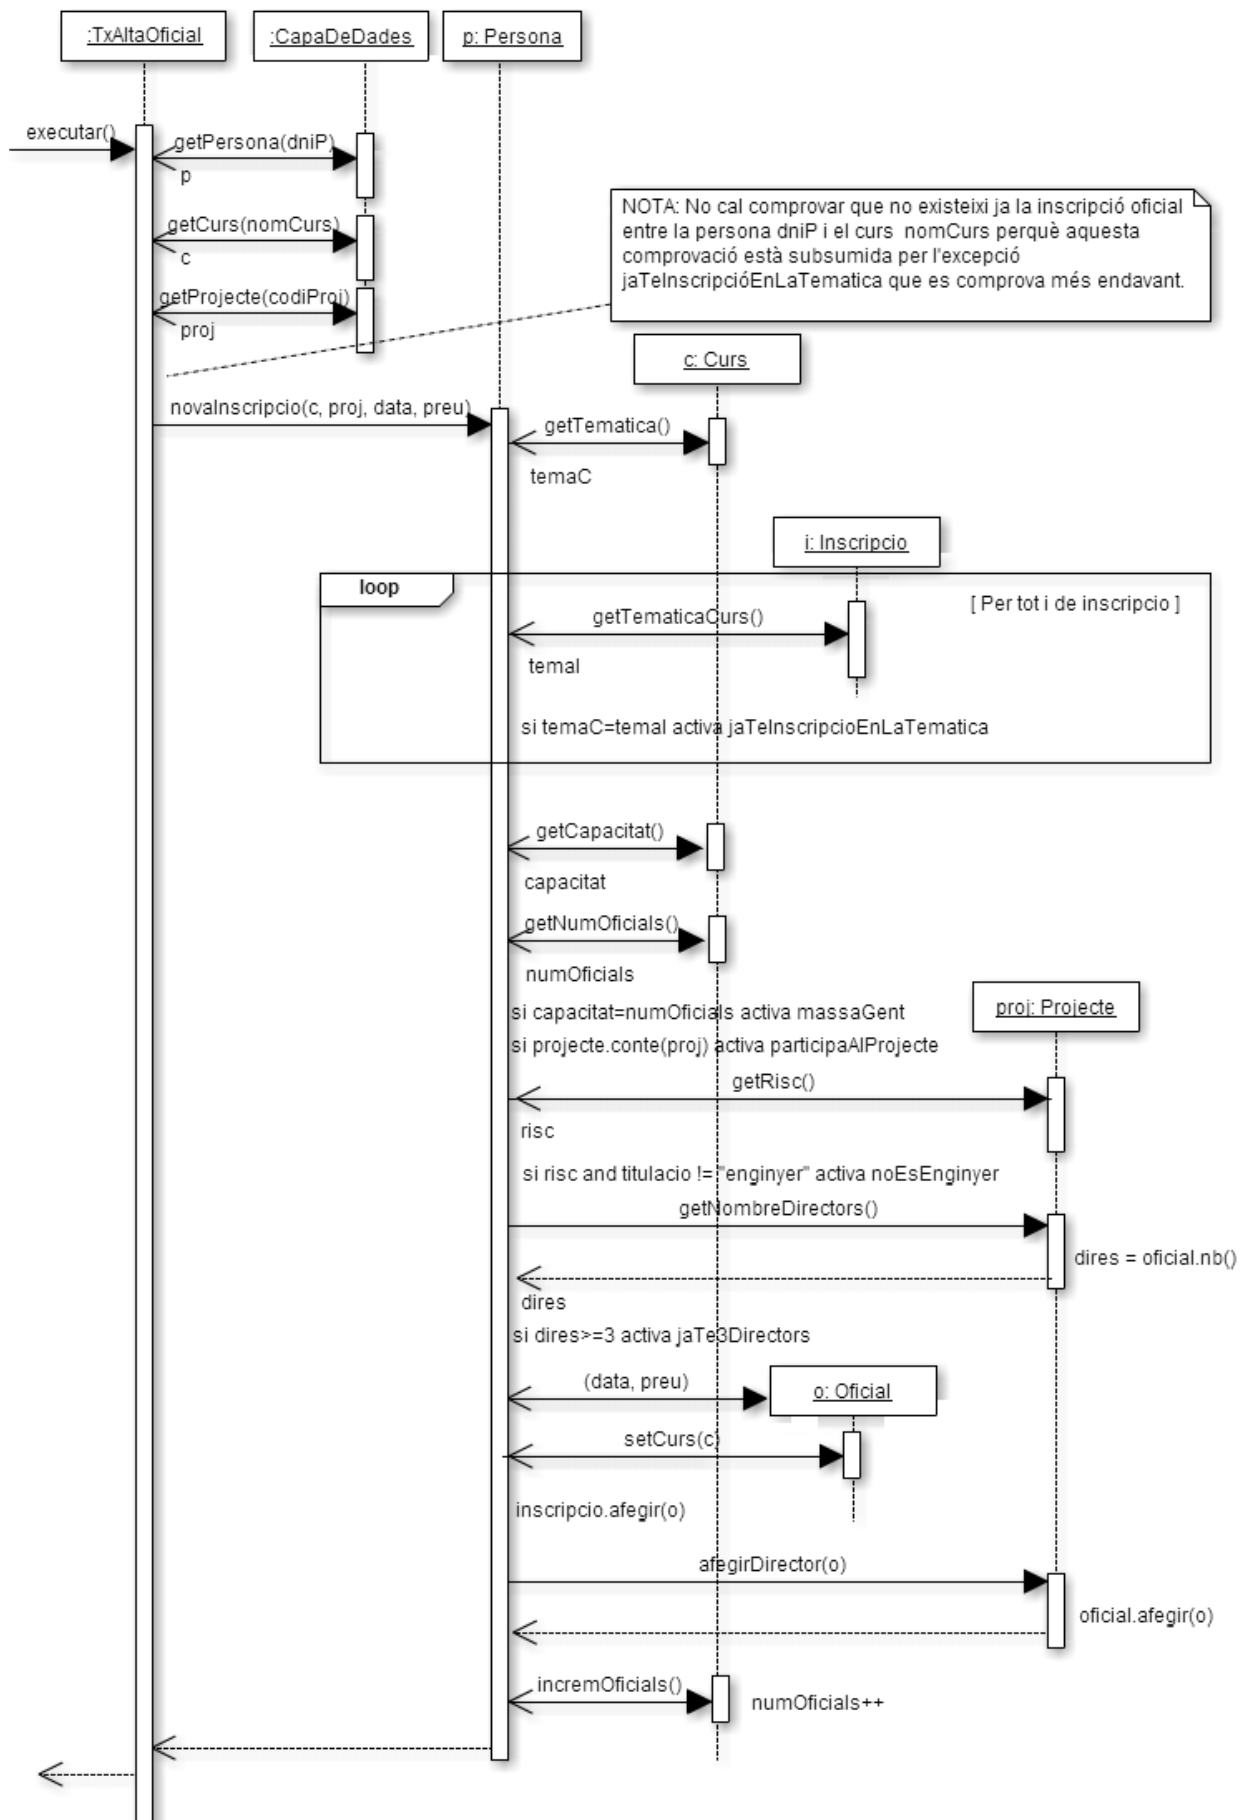 :TxAltaOficial
:CapaDeDades
p: Persona
executar()
getPersona(dniP)
p
getCurs(nomCurs)
c
getProjecte(codiProj)
proj
NOTA: No cal comprovar que no existeixi ja la inscripció oficial
entre la persona dniP i el curs nomCurs perquè aquesta
comprovació està subsumida per l'excepció
jaTeInscripcióEnLaTematica que es comprova més endavant.
c: Curs
novaInscripcio(c, proj, data, preu)
getTematica()
temaC
i: Inscripcio
loop
[ Per tot i de inscripcio ]
getTematicaCurs()
temaI
si temaC=temaI activa jaTeInscripcioEnLaTematica
getCapacitat()
capacitat
getNumOficials()
numOficials
si capacitat=numOficials activa massaGent
proj: Projecte
si projecte.conte(proj) activa participaAlProjecte
getRisc()
risc
si risc and titulacio != "enginyer" activa noEsEnginyer
getNombreDirectors()
dires = oficial.nb()
dires
si dires>=3 activa jaTe3Directors
(data, preu)
o: Oficial
setCurs(c)
inscripcio.afegir(o)
afegirDirector(o)
oficial.afegir(o)
incremOficials()
numOficials++